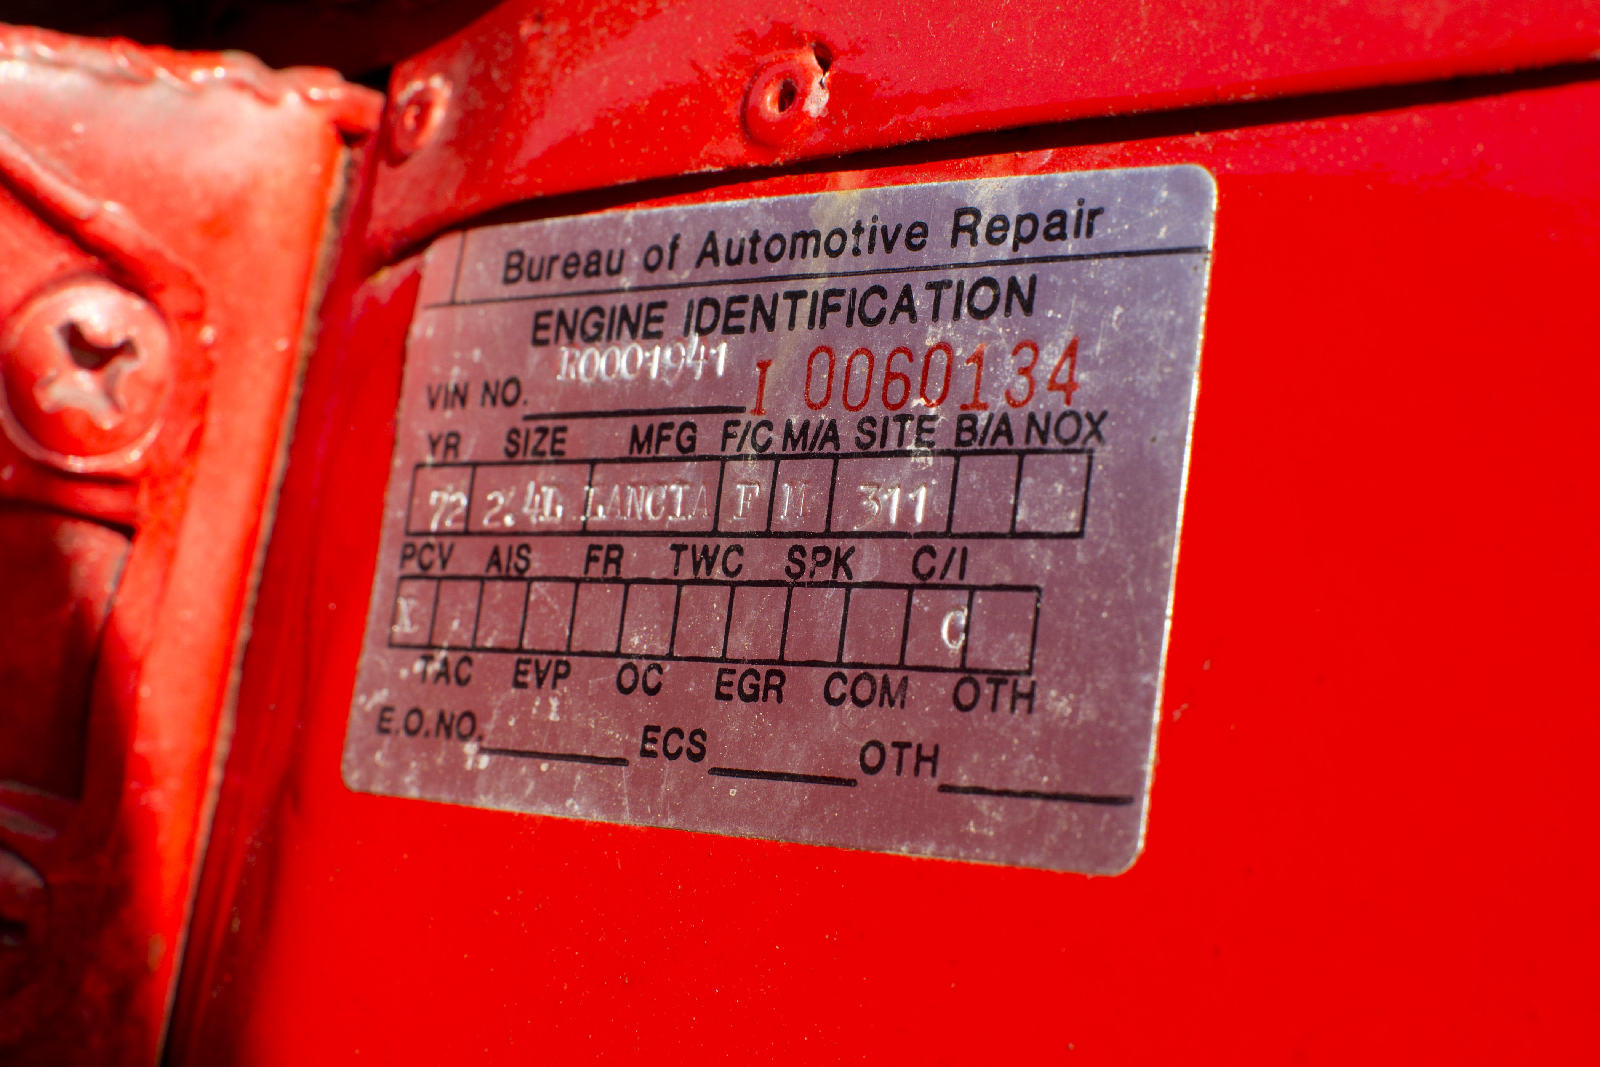 Bureau of Automotive Repair
ENGINE IDENTIFICATION
VIN NO. R0001941 I 0060134
YR SIZE MFG F/C M/A SITE B/A NOX
72 2.4L LANCIA F M 311
PCV AIS FR TWC SPK C/I
X C
TAC EVP OC EGR COM OTH
E.O.NO. ECS OTH